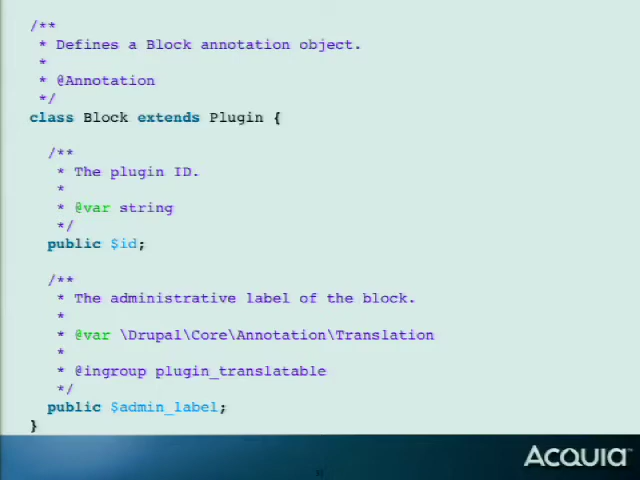 /**
 * Defines a Block annotation object.
 *
 * @Annotation
 */
class Block extends Plugin {
/**
 * The plugin ID.
 *
 * @var string
 */
public $id;
/**
 * The administrative label of the block.
 *
 * @var \Drupal\Core\Annotation\Translation
 *
 * @ingroup plugin_translatable
 */
public $admin_label;
}
ACQUIA™